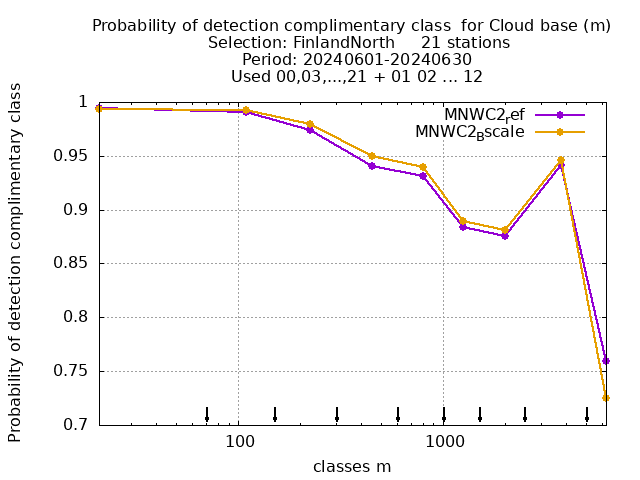 Probability of detection complimentary class  for Cloud base (m)
Selection: FinlandNorth     21 stations
Period: 20240601-20240630
Used 00,03,...,21 + 01 02 ... 12
Probability of detection complimentary class
1
0.95
0.9
0.85
0.8
0.75
0.7
MNWC2_ref
MNWC2_Bscale
100
1000
classes m